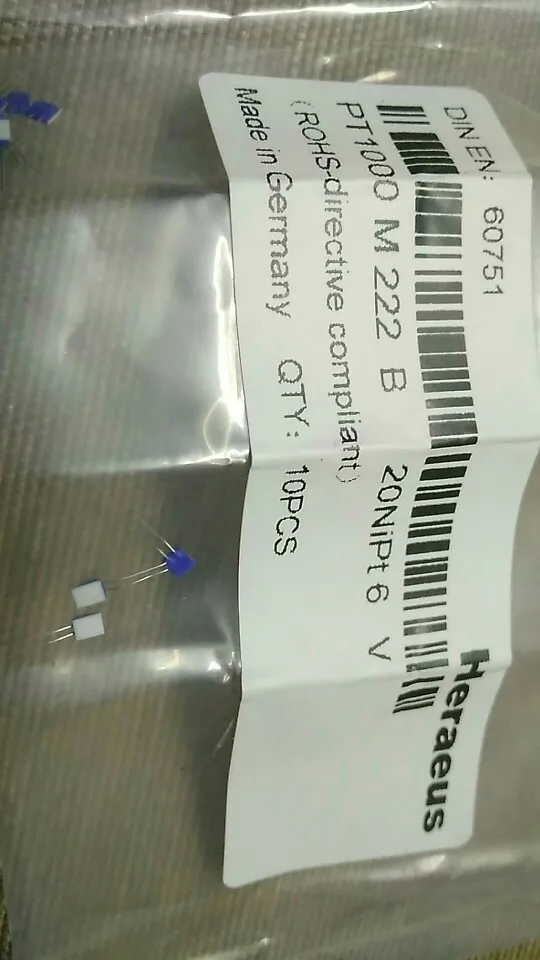 Heraeus
DIN EN: 60751
PT1000 M 222 B 20NiPt6 V
(ROHS-directive compliant)
Made in Germany QTY: 10PCS